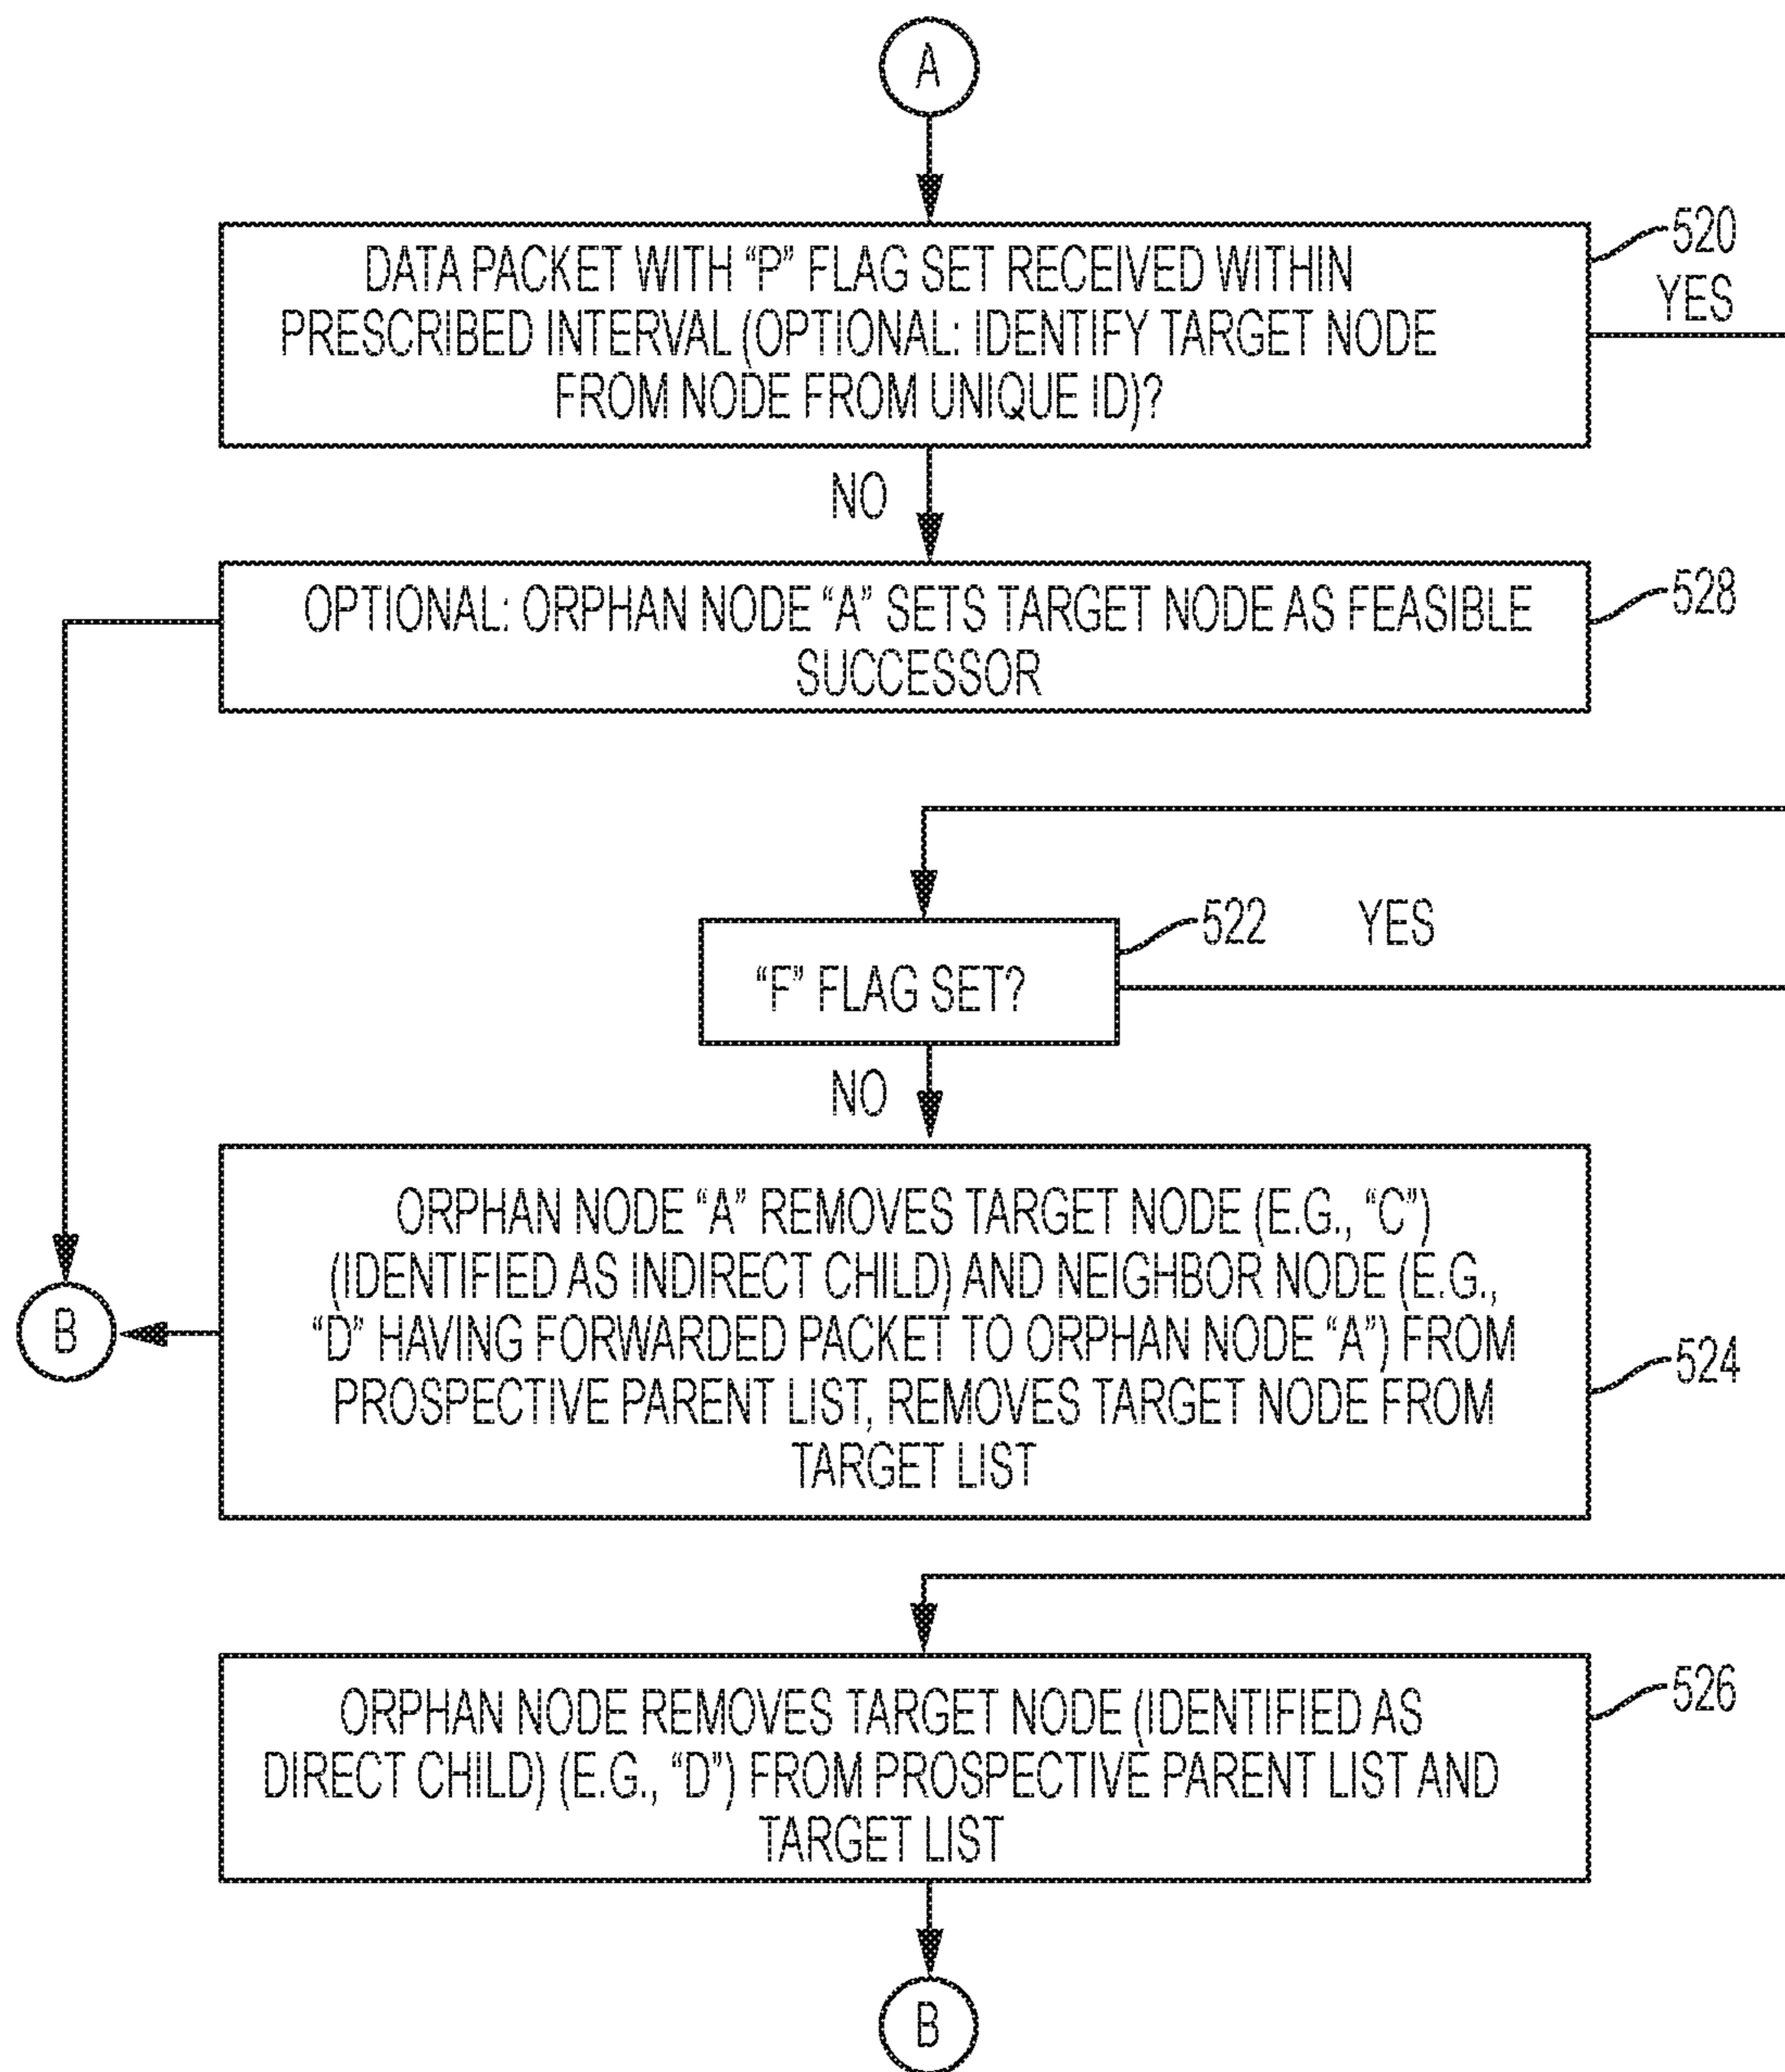 A
DATA PACKET WITH “P” FLAG SET RECEIVED WITHIN
PRESCRIBED INTERVAL (OPTIONAL: IDENTIFY TARGET NODE
FROM NODE FROM UNIQUE ID)?
520
YES
NO
OPTIONAL: ORPHAN NODE “A” SETS TARGET NODE AS FEASIBLE
SUCCESSOR
528
“F” FLAG SET?
522
YES
NO
ORPHAN NODE “A” REMOVES TARGET NODE (E.G., “C”)
(IDENTIFIED AS INDIRECT CHILD) AND NEIGHBOR NODE (E.G.,
“D” HAVING FORWARDED PACKET TO ORPHAN NODE “A”) FROM
PROSPECTIVE PARENT LIST, REMOVES TARGET NODE FROM
TARGET LIST
524
B
ORPHAN NODE REMOVES TARGET NODE (IDENTIFIED AS
DIRECT CHILD) (E.G., “D”) FROM PROSPECTIVE PARENT LIST AND
TARGET LIST
526
B